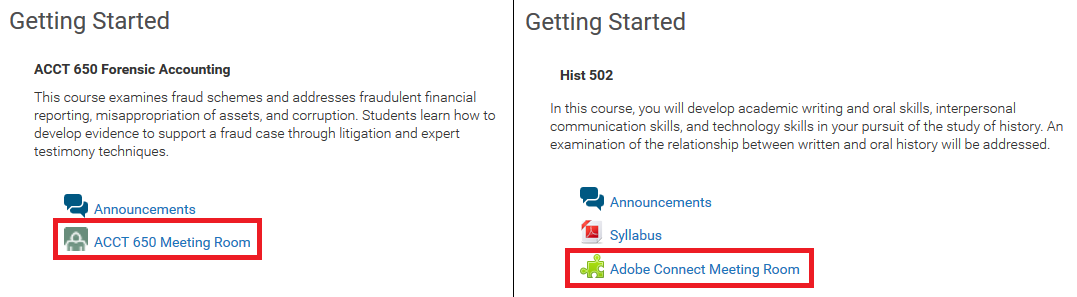 Getting Started
ACCT 650 Forensic Accounting
This course examines fraud schemes and addresses fraudulent financial
reporting, misappropriation of assets, and corruption. Students learn how to
develop evidence to support a fraud case through litigation and expert
testimony techniques.
Announcements
ACCT 650 Meeting Room
Getting Started
Hist 502
In this course, you will develop academic writing and oral skills, interpersonal
communication skills, and technology skills in your pursuit of the study of history. An
examination of the relationship between written and oral history will be addressed.
Announcements
Syllabus
Adobe Connect Meeting Room